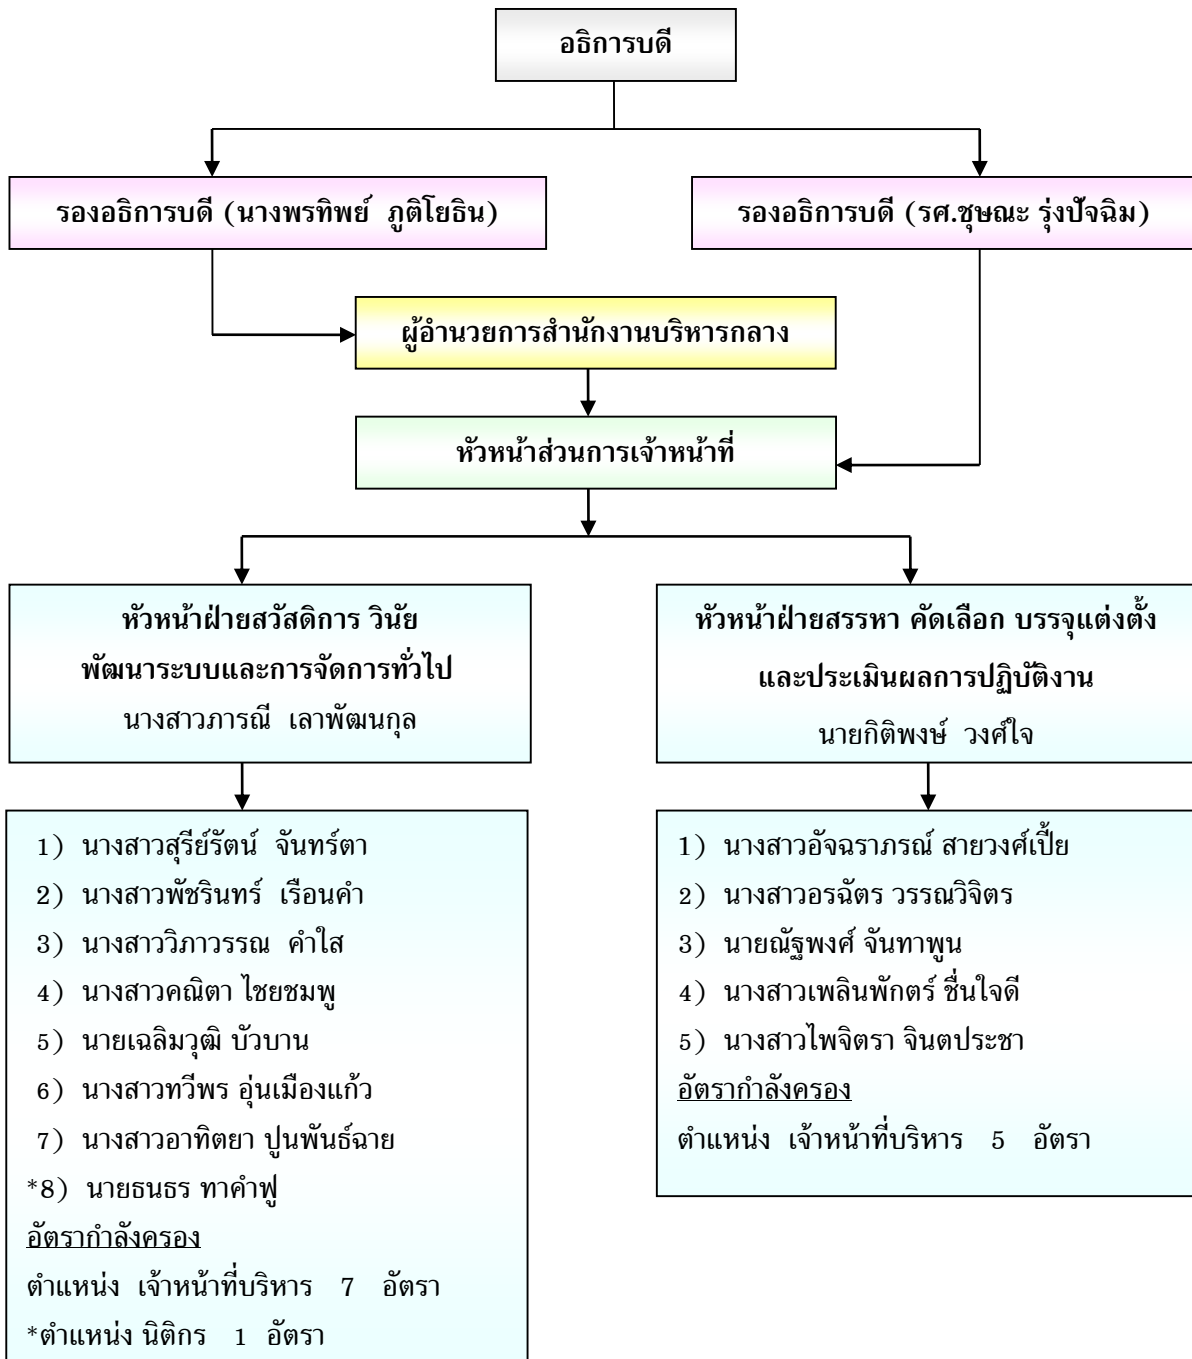 อธิการบดี
รองอธิการบดี (นางพรทิพย์ ภูติโยธิน)
รองอธิการบดี (รศ.ชุษณะ รุ่งปัจฉิม)
ผู้อำนวยการสำนักงานบริหารกลาง
หัวหน้าส่วนการเจ้าหน้าที่
หัวหน้าฝ่ายสวัสดิการ วินัย
พัฒนาระบบและการจัดการทั่วไป
นางสาวภารณี เลาพัฒนกุล
หัวหน้าฝ่ายสรรหา คัดเลือก บรรจุแต่งตั้ง
และประเมินผลการปฏิบัติงาน
นายกิติพงษ์ วงศ์ใจ
1) นางสาวสุรีย์รัตน์ จันทร์ตา
2) นางสาวพัชรินทร์ เรือนคำ
3) นางสาววิภาวรรณ คำใส
4) นางสาวคณิตา ไชยชมพู
5) นายเฉลิมวุฒิ บัวบาน
6) นางสาวทวีพร อุ่นเมืองแก้ว
7) นางสาวอาทิตยา ปูนพันธ์ฉาย
*8) นายธนธร ทาคำฟู
อัตรากำลังครอง
ตำแหน่ง เจ้าหน้าที่บริหาร 7 อัตรา
*ตำแหน่ง นิติกร 1 อัตรา
1) นางสาวอัจฉราภรณ์ สายวงศ์เปี้ย
2) นางสาวอรฉัตร วรรณวิจิตร
3) นายณัฐพงศ์ จันทาพูน
4) นางสาวเพลินพักตร์ ชื่นใจดี
5) นางสาวไพจิตรา จินตประชา
อัตรากำลังครอง
ตำแหน่ง เจ้าหน้าที่บริหาร 5 อัตรา